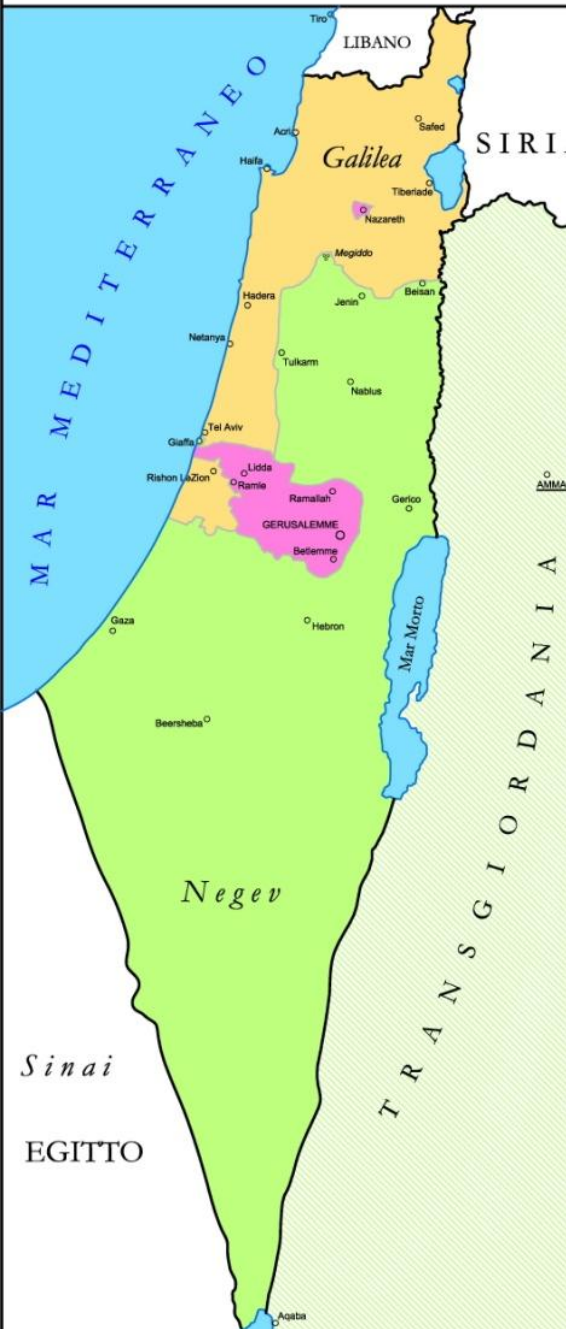 Tiro
LIBANO
MAR MEDITERRANEO
Safed
Acri
SIRI
Galilea
Haifa
Tiberiade
Nazareth
Megiddo
Beisan
Hadera
Jenin
Netanya
Tulkarm
Nablus
Tel Aviv
Giaffa
Lidda
Rishon LeZion
Ramle
Ramallah
Gerico
AMMA
GERUSALEMME
Betlemme
Mar Morto
Gaza
Hebron
Beersheba
TRANSGIORDANIA
Negev
Sinai
EGITTO
Aqaba